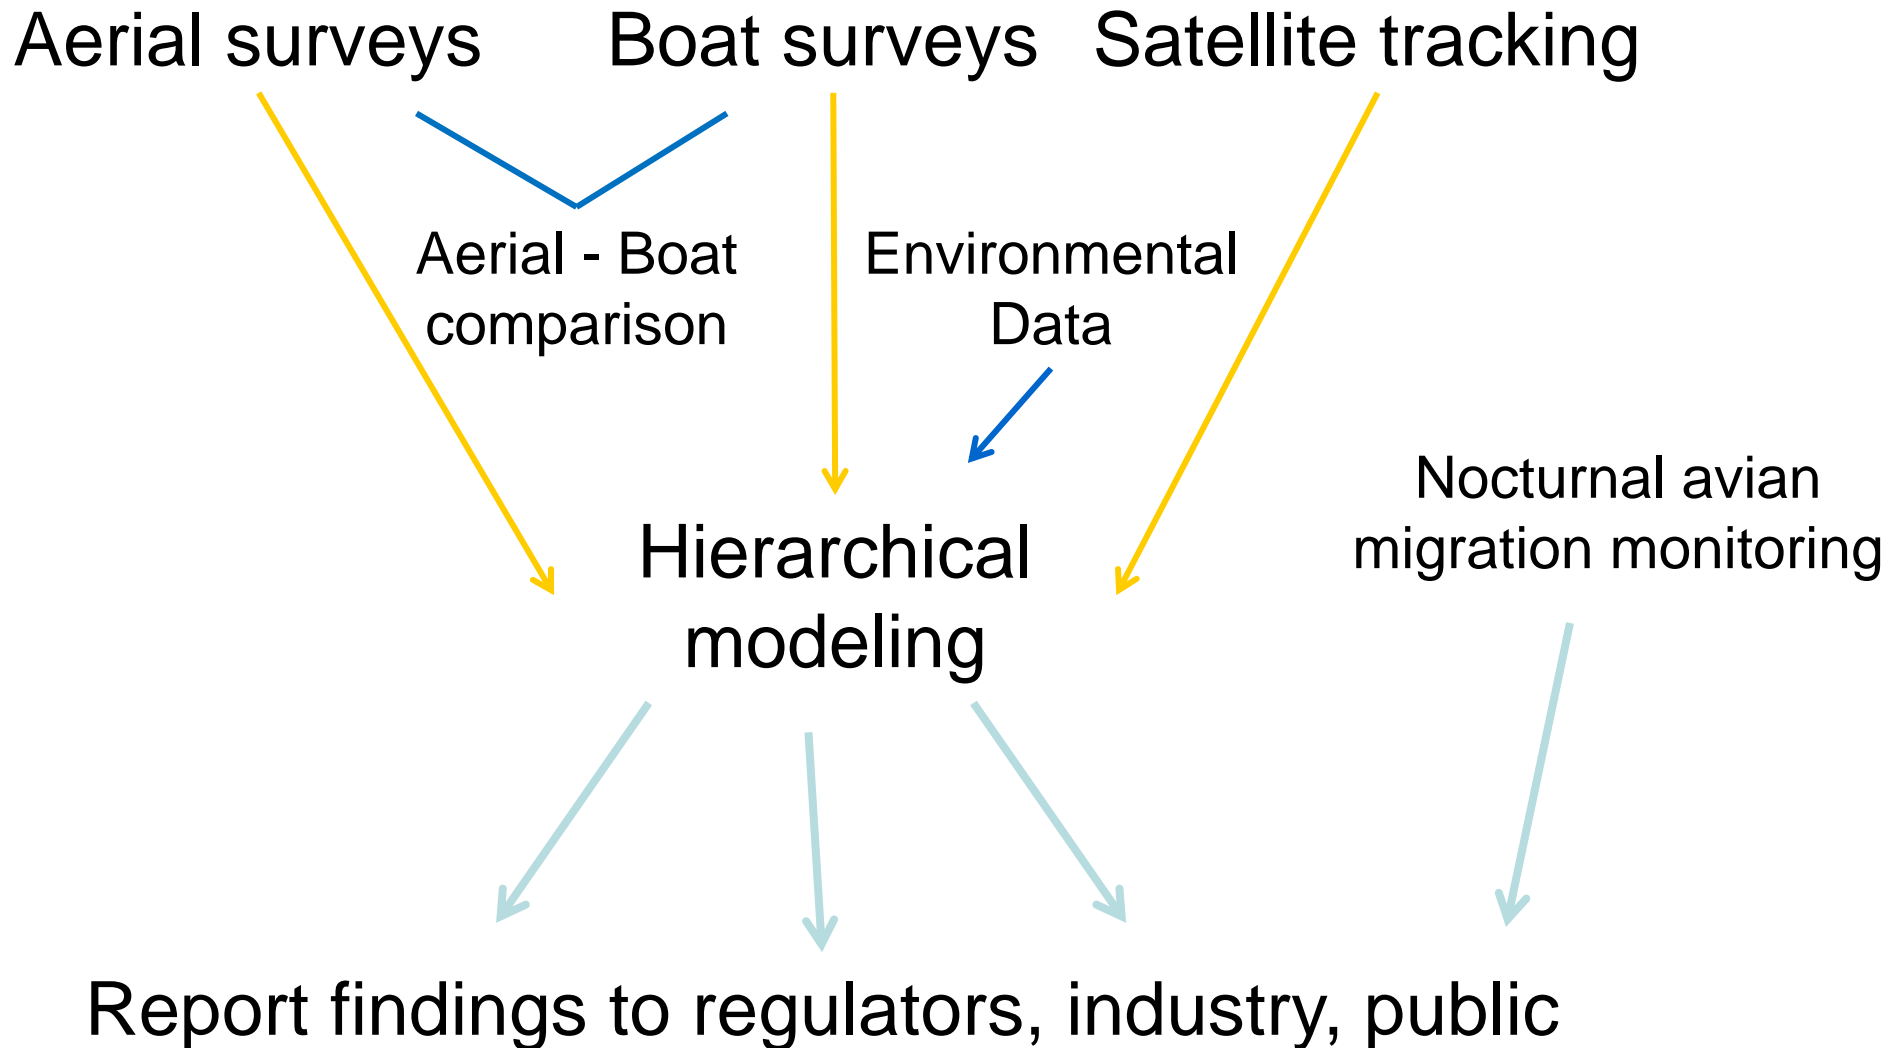 Aerial surveys
Boat surveys
Satellite tracking
Aerial - Boat
comparison
Environmental
Data
Nocturnal avian
migration monitoring
Hierarchical
modeling
Report findings to regulators, industry, public